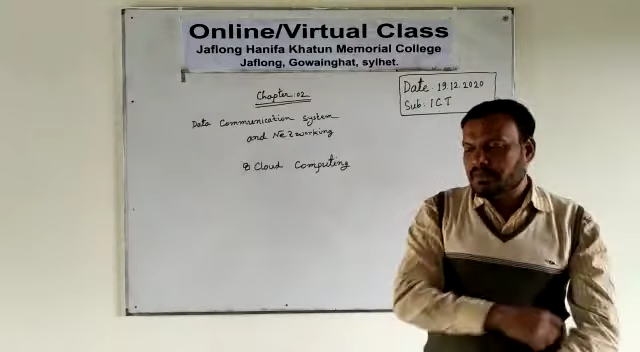 Online/Virtual Class
Jaflong Hanifa Khatun Memorial College
Jaflong, Gowainghat, sylhet.
Date: 19.12.2020
Sub: ICT
Chapter: 02
Data Communication System
and Networking
Cloud Computing